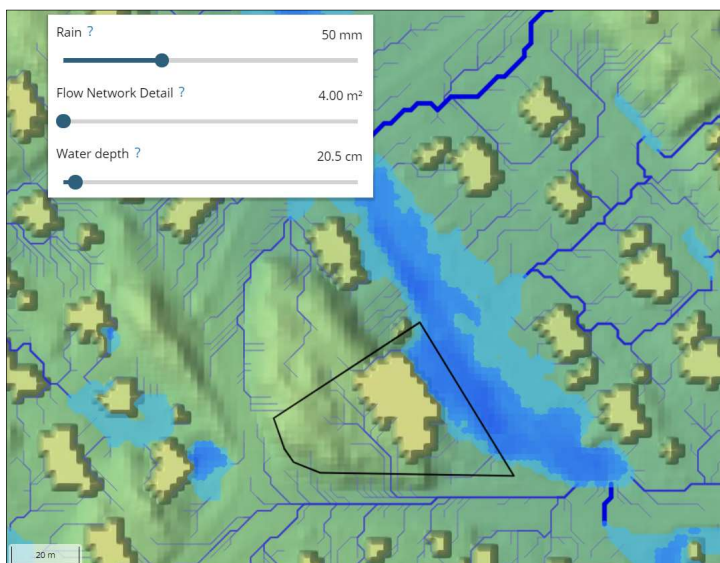 Rain ? 50 mm
Flow Network Detail ? 4.00 m²
Water depth ? 20.5 cm
20 m